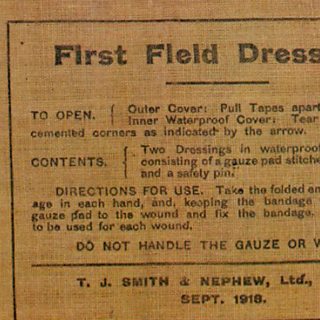 First Field Dress
TO OPEN. { Outer Cover: Pull Tapes apart
Inner Waterproof Cover: Tear
cemented corners as indicated by the arrow.
CONTENTS. { Two Dressings in waterproof
consisting of a gauze pad stitche
and a safety pin.
DIRECTIONS FOR USE. Take the folded en
age in each hand, and, keeping the bandage
gauze pad to the wound and fix the bandage.
to be used for each wound.
DO NOT HANDLE THE GAUZE OR W
T. J. SMITH & NEPHEW, Ltd.,
SEPT. 1918.